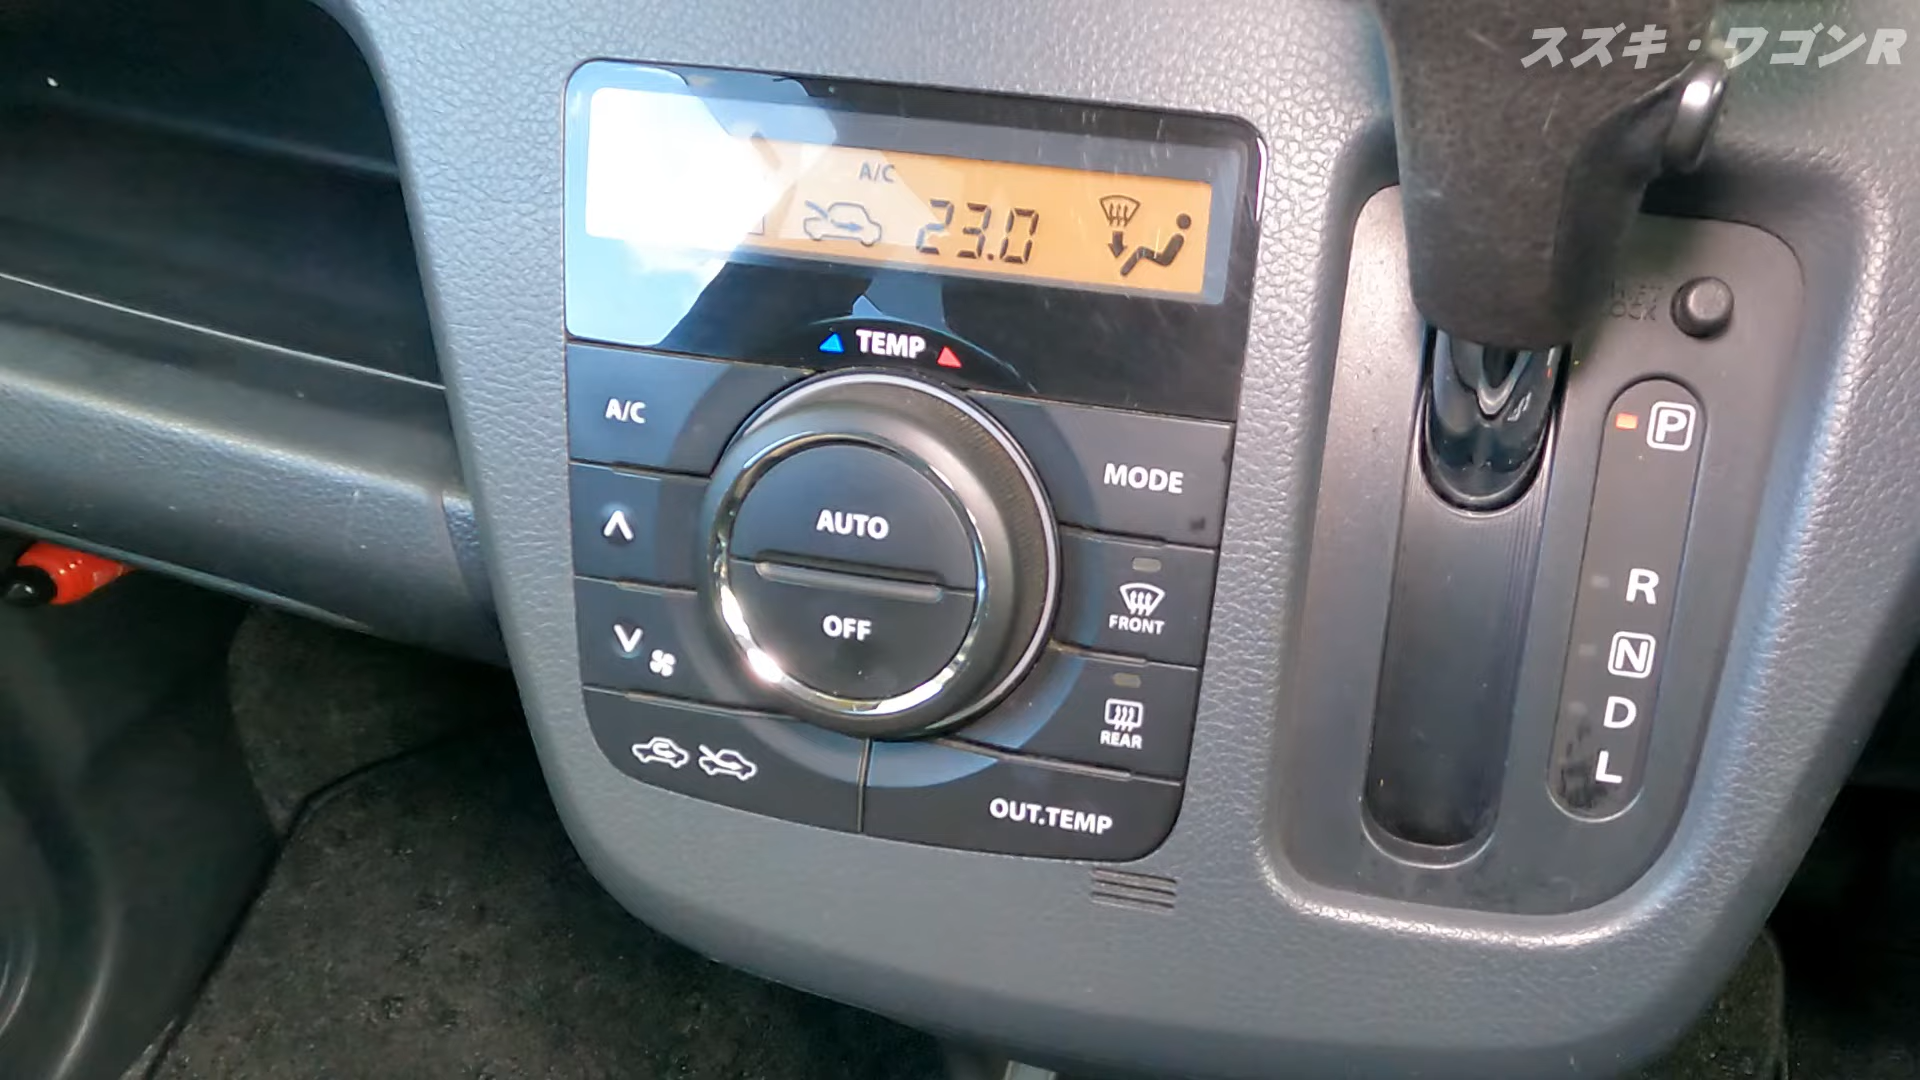 スズキ・ワゴンR
A/C
23.0
TEMP
A/C
MODE
AUTO
OFF
FRONT
REAR
OUT.TEMP
P
R
N
D
L